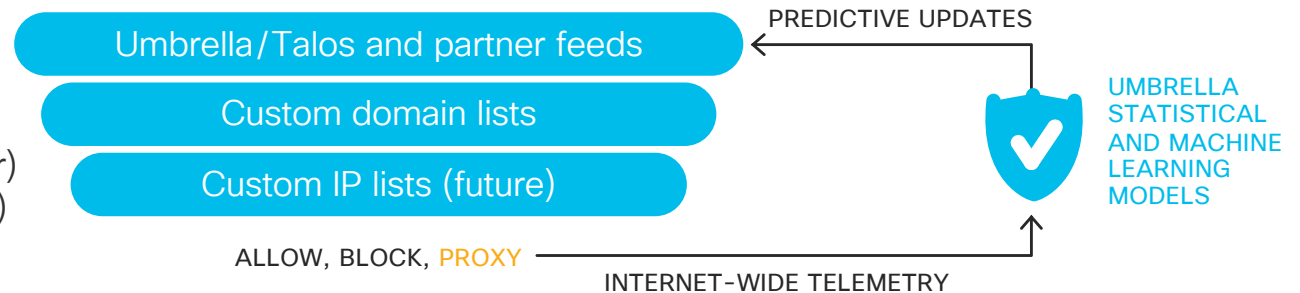 PREDICTIVE UPDATES
Umbrella/Talos and partner feeds
Custom domain lists
Custom IP lists (future)
UMBRELLA
STATISTICAL
AND MACHINE
LEARNING
MODELS
ALLOW, BLOCK, PROXY
INTERNET-WIDE TELEMETRY